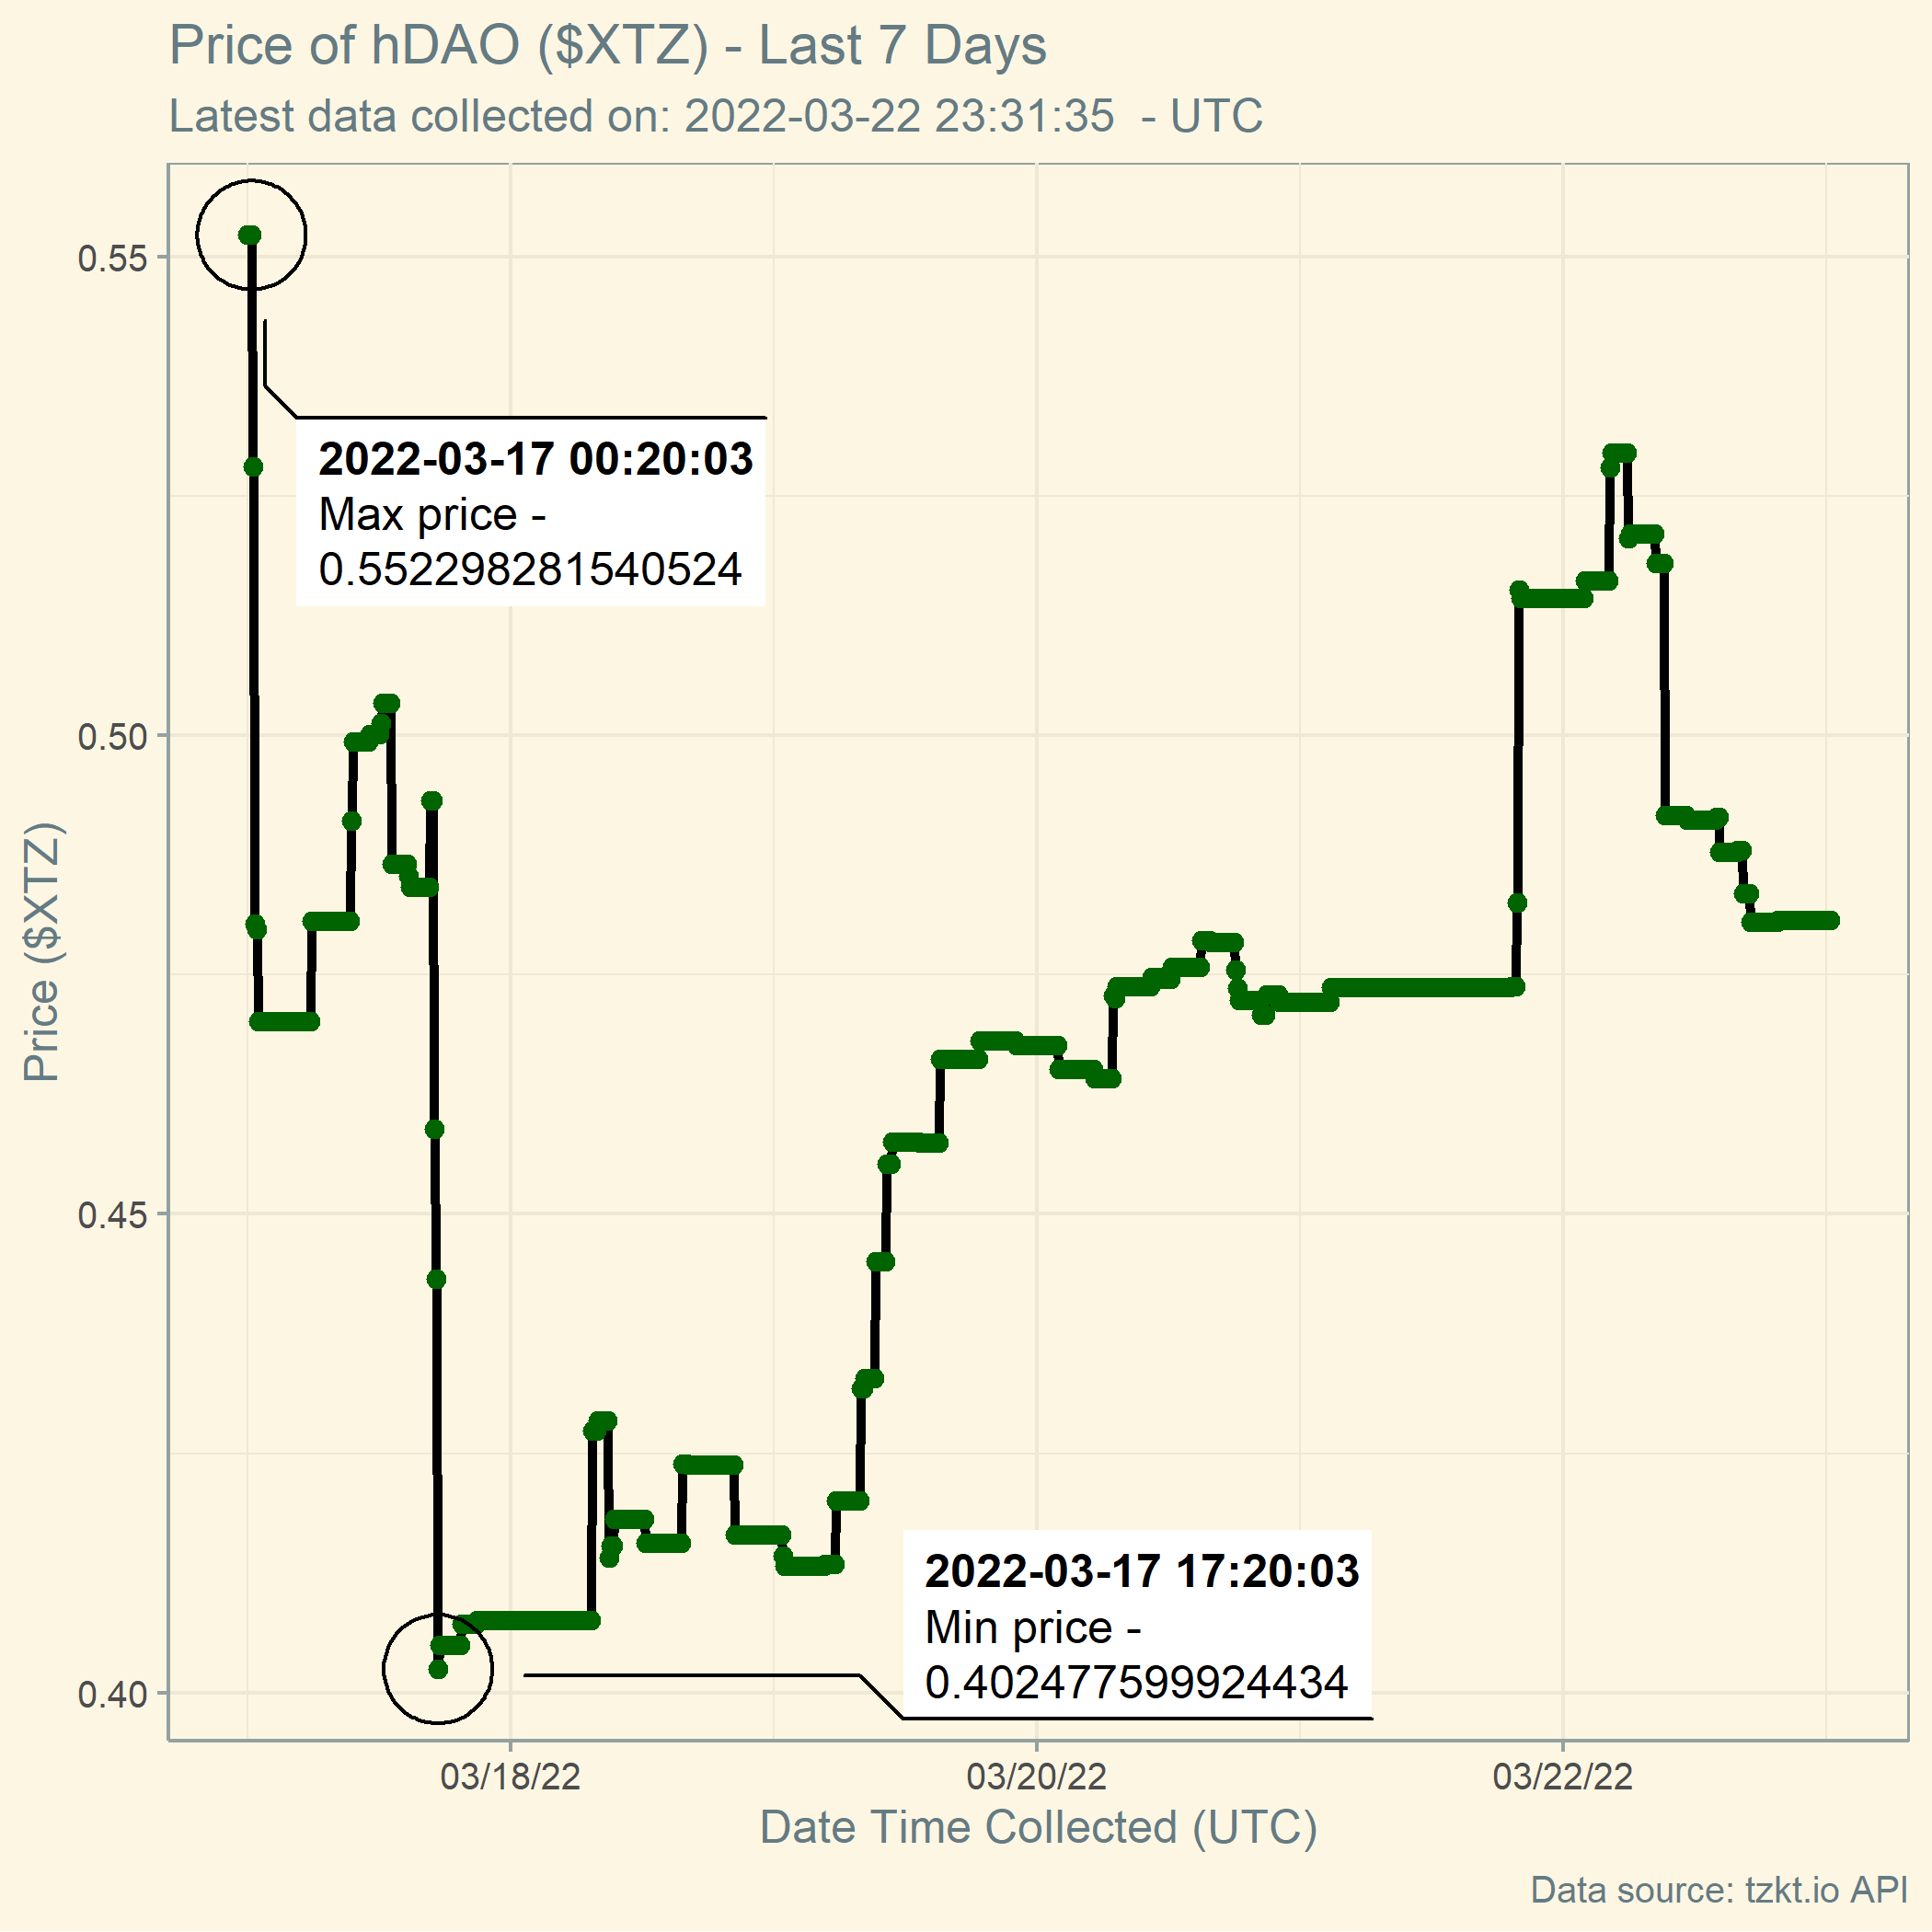 Price of hDAO ($XTZ) - Last 7 Days
Latest data collected on: 2022-03-22 23:31:35  - UTC
0.55
0.50
0.45
0.40
Price ($XTZ)
2022-03-17 00:20:03
Max price -
0.552298281540524
2022-03-17 17:20:03
Min price -
0.402477599924434
03/18/22
03/20/22
03/22/22
Date Time Collected (UTC)
Data source: tzkt.io API